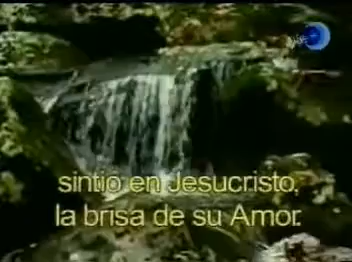 sintio en Jesucristo,
la brisa de su Amor.